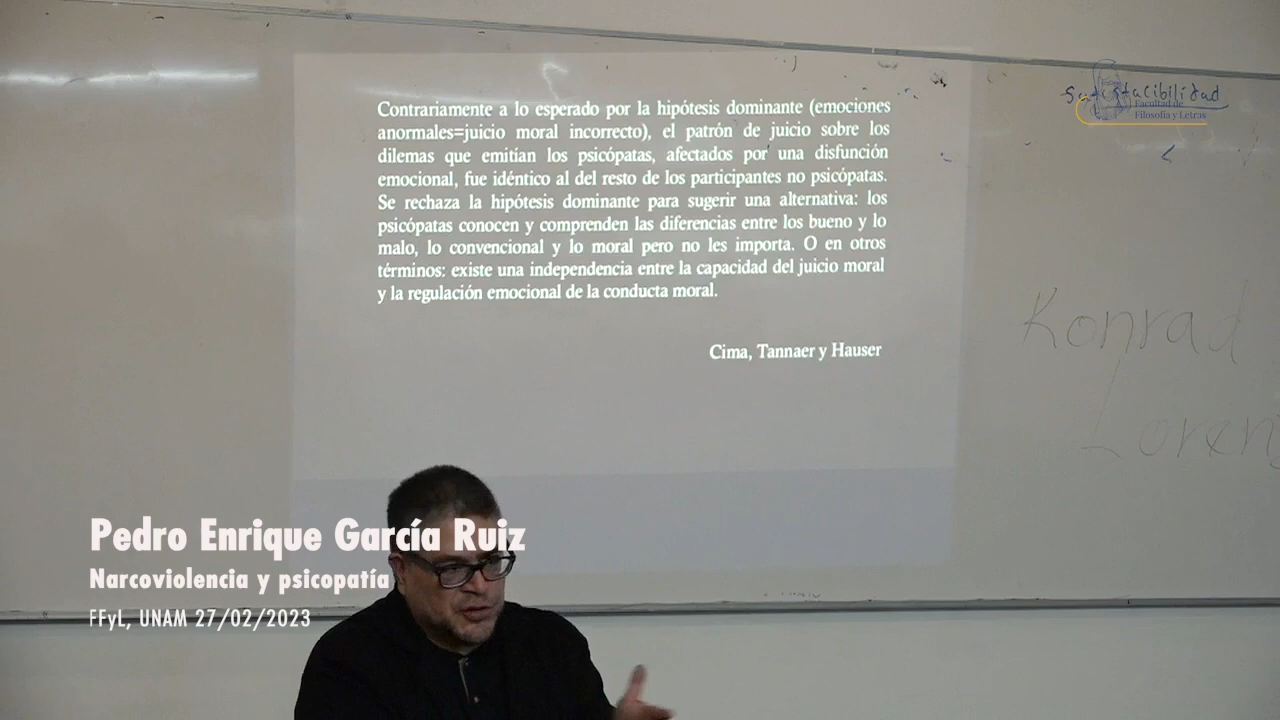 Contrariamente a lo esperado por la hipótesis dominante (emociones
anormales=juicio moral incorrecto), el patrón de juicio sobre los
dilemas que emitían los psicópatas, afectados por una disfunción
emocional, fue idéntico al del resto de los participantes no psicópatas.
Se rechaza la hipótesis dominante para sugerir una alternativa: los
psicópatas conocen y comprenden las diferencias entre los bueno y lo
malo, lo convencional y lo moral pero no les importa. O en otros
términos: existe una independencia entre la capacidad del juicio moral
y la regulación emocional de la conducta moral.
Cima, Tannaer y Hauser
Facultad de
Filosofía y Letras
Konrad
Loren
Pedro Enrique García Ruiz
Narcoviolencia y psicopatía
FFyL, UNAM 27/02/2023